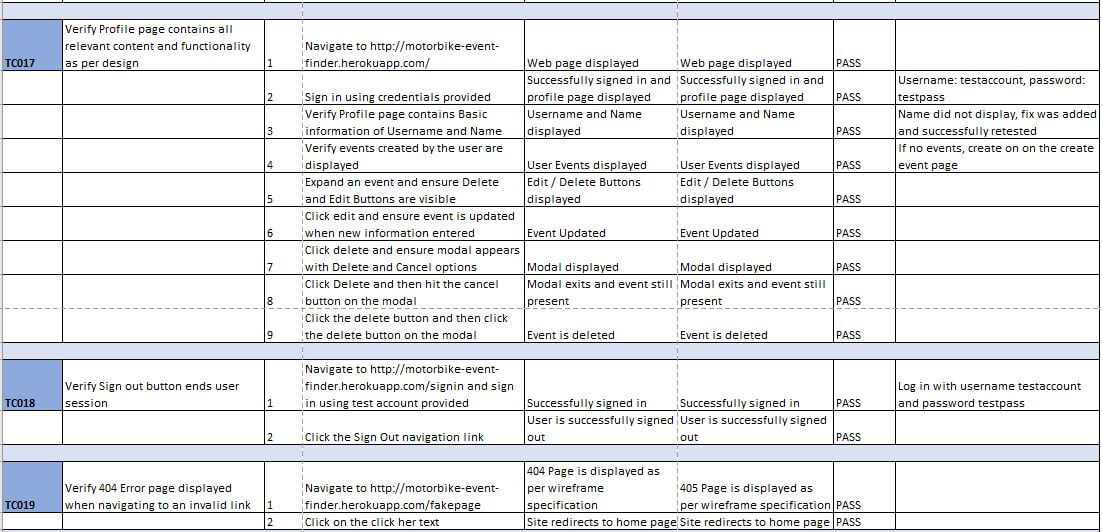 Verify Profile page contains all
relevant content and functionality
as per design
TC017
1
Navigate to http://motorbike-event-
finder.herokuapp.com/
Web page displayed
Web page displayed
PASS
2
Sign in using credentials provided
Successfully signed in and
profile page displayed
Successfully signed in and
profile page displayed
PASS
Username: testaccount, password:
testpass
3
Verify Profile page contains Basic
information of Username and Name
Username and Name
displayed
Username and Name
displayed
PASS
Name did not display, fix was added
and successfully retested
4
Verify events created by the user are
displayed
User Events displayed
User Events displayed
PASS
If no events, create on on the create
event page
5
Expand an event and ensure Delete
and Edit Buttons are visible
Edit / Delete Buttons
displayed
Edit / Delete Buttons
displayed
PASS
6
Click edit and ensure event is updated
when new information entered
Event Updated
Event Updated
PASS
7
Click delete and ensure modal appears
with Delete and Cancel options
Modal displayed
Modal displayed
PASS
8
Click Delete and then hit the cancel
button on the modal
Modal exits and event still
present
Modal exits and event still
present
PASS
9
Click the delete button and then click
the delete button on the modal
Event is deleted
Event is deleted
PASS
TC018
Verify Sign out button ends user
session
1
Navigate to http://motorbike-event-
finder.herokuapp.com/signin and sign
in using test account provided
Successfully signed in
Successfully signed in
PASS
Log in with username testaccount
and password testpass
2
Click the Sign Out navigation link
User is successfully signed
out
User is successfully signed
out
PASS
TC019
Verify 404 Error page displayed
when navigating to an invalid link
1
Navigate to http://motorbike-event-
finder.herokuapp.com/fakepage
404 Page is displayed as
per wireframe
specification
405 Page is displayed as
per wireframe specification
PASS
2
Click on the click her text
Site redirects to home page
Site redirects to home page
PASS